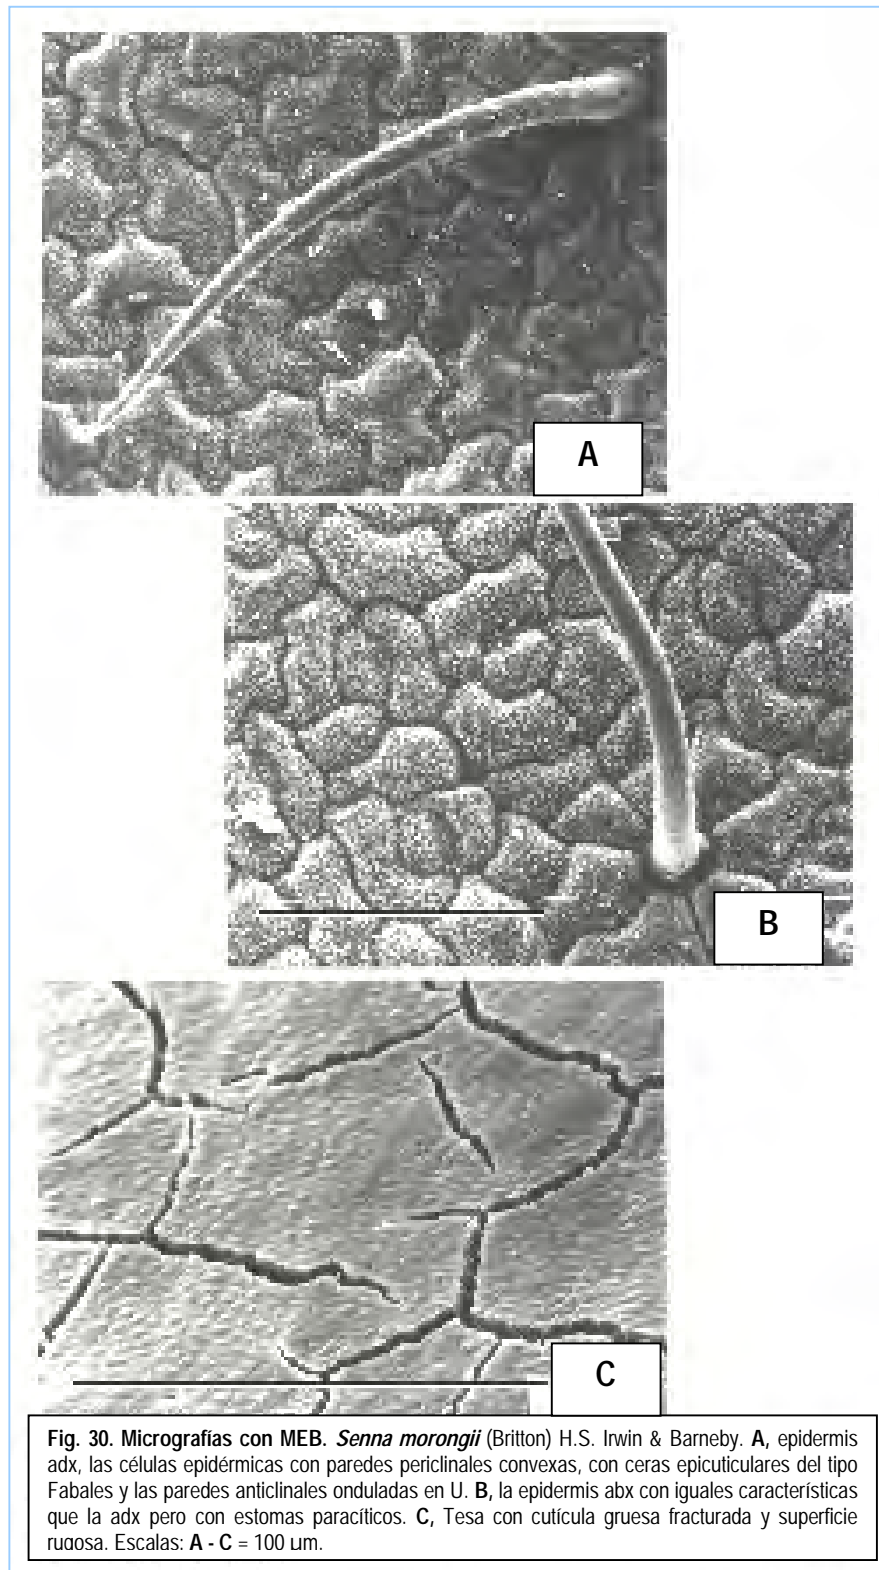 A
B
C
Fig. 30. Micrografías con MEB. Senna morongii (Britton) H.S. Irwin & Barneby. A, epidermis
adx, las células epidérmicas con paredes periclinales convexas, con ceras epicuticulares del tipo
Fabales y las paredes anticlinales onduladas en U. B, la epidermis abx con iguales características
que la adx pero con estomas paracíticos. C, Tesa con cutícula gruesa fracturada y superficie
rugosa. Escalas: A - C = 100 µm.